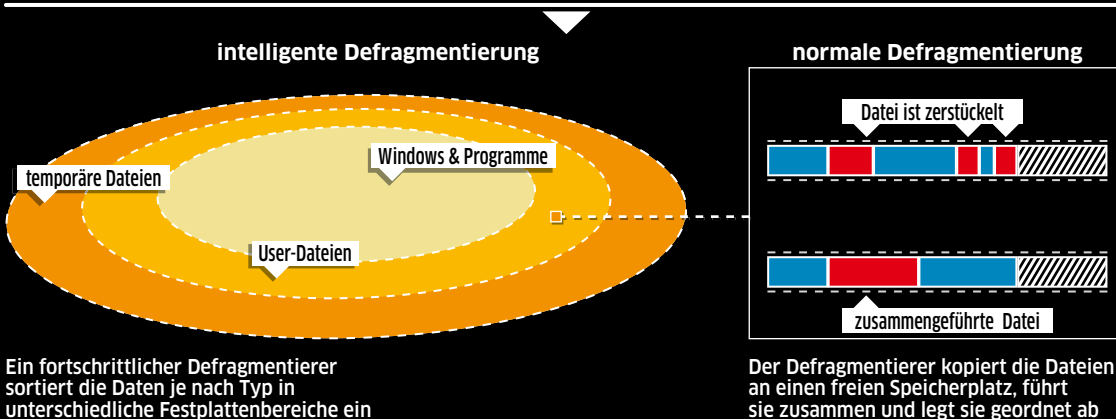 intelligente Defragmentierung
temporäre Dateien
Windows & Programme
User-Dateien
Ein fortschrittlicher Defragmentierer
sortiert die Daten je nach Typ in
unterschiedliche Festplattenbereiche ein
normale Defragmentierung
Datei ist zerstückelt
zusammengeführte Datei
Der Defragmentierer kopiert die Dateien
an einen freien Speicherplatz, führt
sie zusammen und legt sie geordnet ab